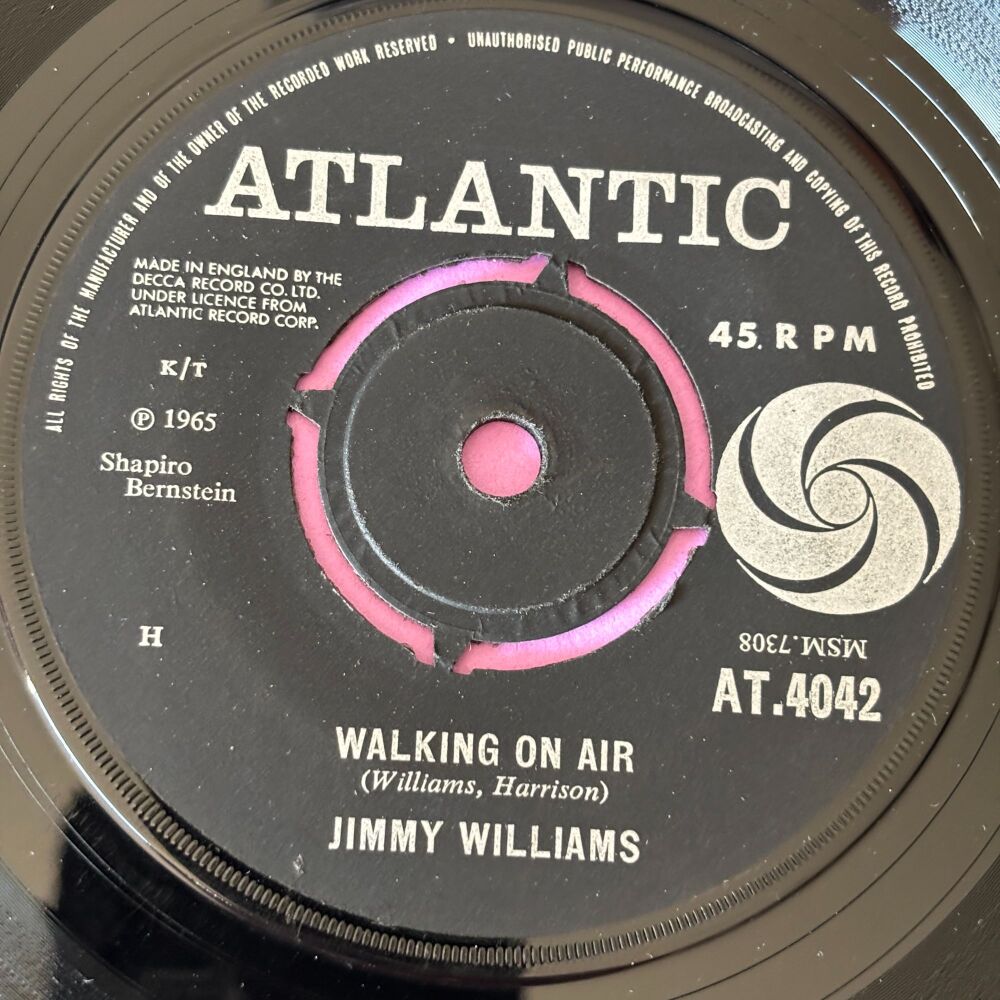 ALL RIGHTS OF THE MANUFACTURER AND OF THE OWNER OF THE RECORDED WORK RESERVED • UNAUTHORISED PUBLIC PERFORMANCE BROADCASTING AND COPYING OF THIS RECORD PROHIBITED
ATLANTIC
MADE IN ENGLAND BY THE
DECCA RECORD CO. LTD.
UNDER LICENCE FROM
ATLANTIC RECORD CORP.
45. R P M
K/T
℗ 1965
Shapiro
Bernstein
H
MSM.7308
AT.4042
WALKING ON AIR
(Williams, Harrison)
JIMMY WILLIAMS